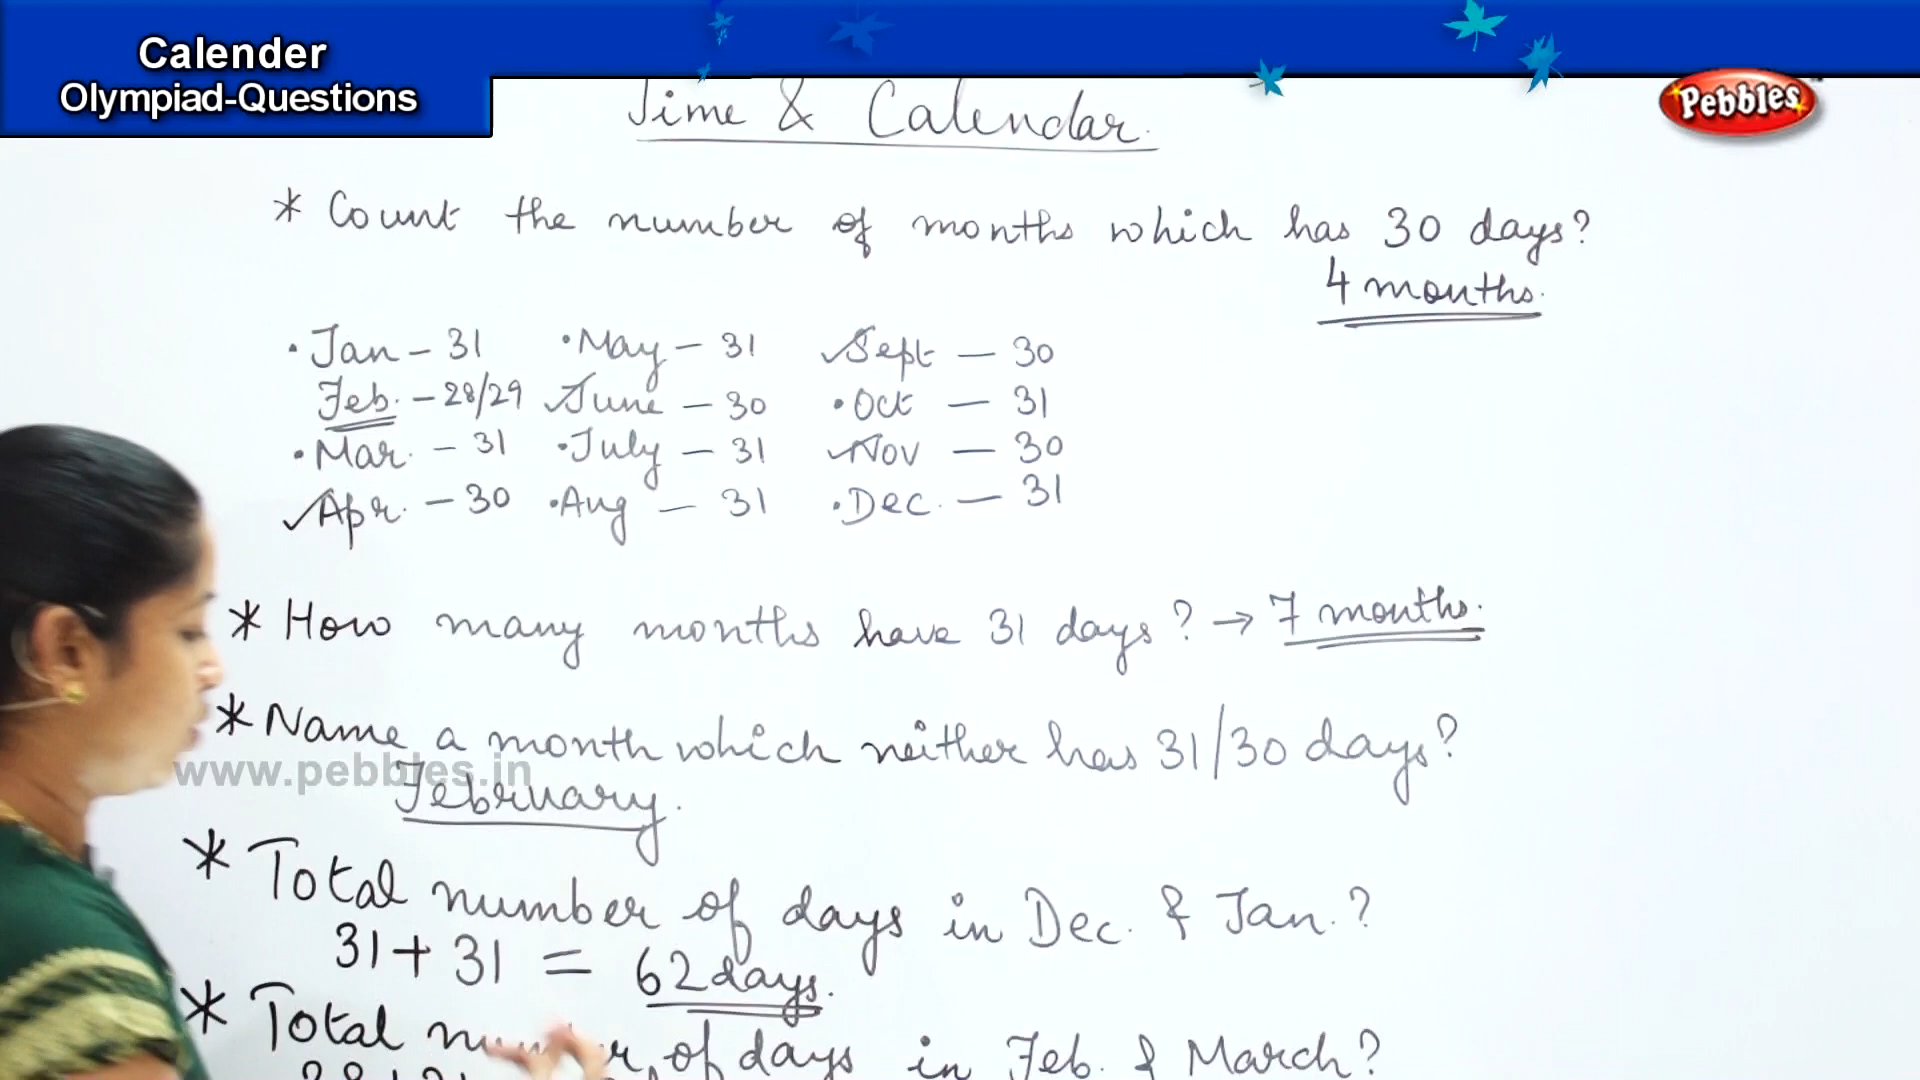 Calender
Olympiad-Questions
Pebbles
Time & Calendar.
* Count the number of months which has 30 days?
4 months.
• Jan - 31 • May - 31 ✓Sept - 30
Feb. - 28/29 ✓June - 30 • Oct - 31
• Mar. - 31 • July - 31 ✓Nov - 30
✓Apr. - 30 • Aug - 31 • Dec. - 31
* How many months have 31 days? → 7 months.
* Name a month which neither has 31/30 days?
www.pebbles.in
February.
* Total number of days in Dec. & Jan.?
31 + 31 = 62 days.
* Total number of days in Feb. & March?